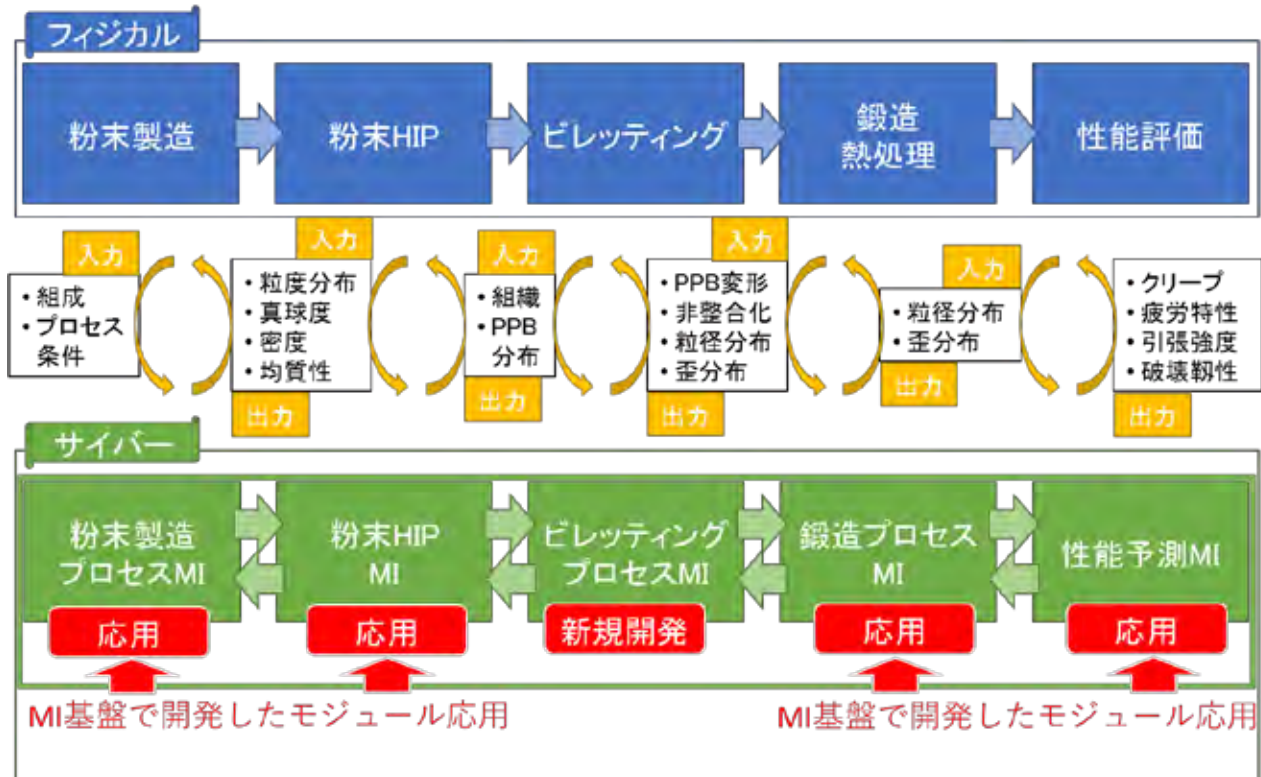 フィジカル
粉末製造
粉末HIP
ビレッティング
鍛造
熱処理
性能評価
入力
・組成
・プロセス
条件
入力
・粒度分布
・真球度
・密度
・均質性
出力
入力
・組織
・PPB
分布
出力
入力
・PPB変形
・非整合化
・粒径分布
・歪分布
出力
入力
・粒径分布
・歪分布
出力
・クリープ
・疲労特性
・引張強度
・破壊靱性
出力
サイバー
粉末製造
プロセスMI
応用
粉末HIP
MI
応用
ビレッティング
プロセスMI
新規開発
鍛造プロセス
MI
応用
性能予測MI
応用
MI基盤で開発したモジュール応用
MI基盤で開発したモジュール応用